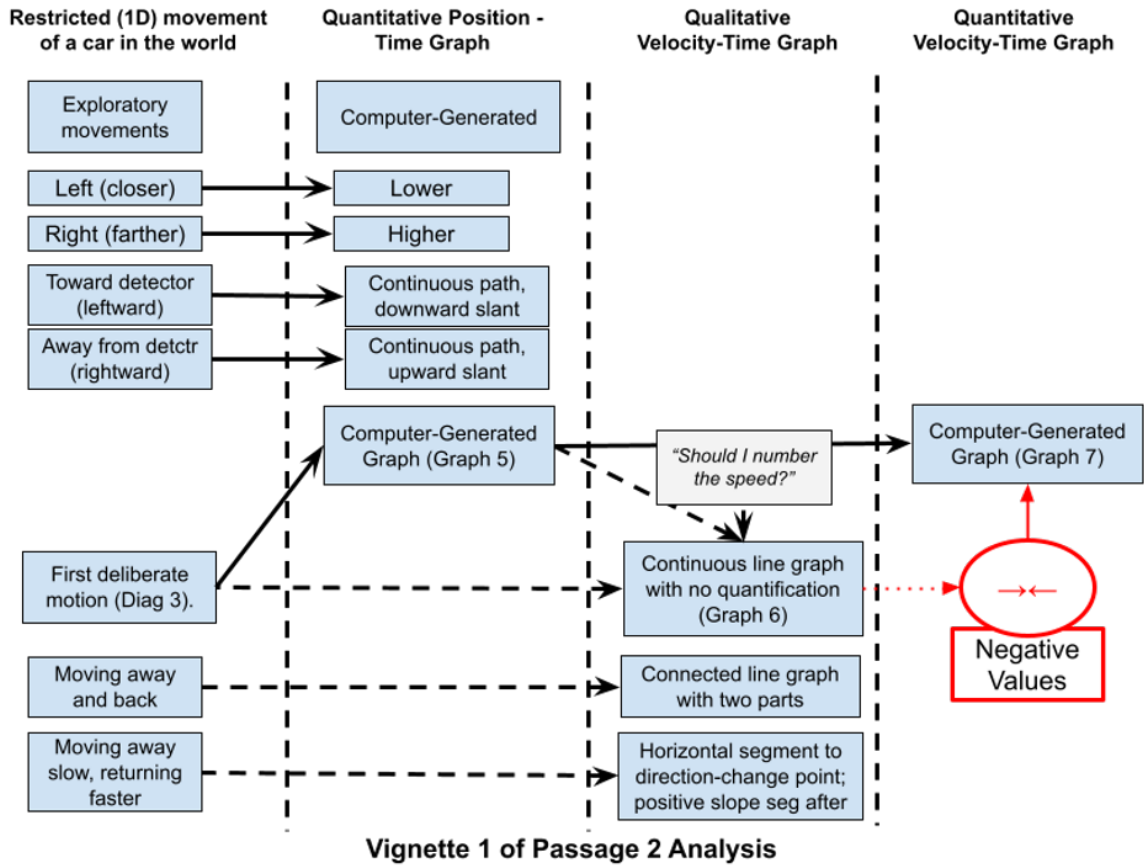 Restricted (1D) movement
of a car in the world
Quantitative Position -
Time Graph
Qualitative
Velocity-Time Graph
Quantitative
Velocity-Time Graph
Exploratory
movements
Computer-Generated
Left (closer)
Lower
Right (farther)
Higher
Toward detector
(leftward)
Continuous path,
downward slant
Away from detctr
(rightward)
Continuous path,
upward slant
Computer-Generated
Graph (Graph 5)
“Should I number
the speed?”
Computer-Generated
Graph (Graph 7)
First deliberate
motion (Diag 3).
Continuous line graph
with no quantification
(Graph 6)
→←
Negative
Values
Moving away
and back
Connected line graph
with two parts
Moving away
slow, returning
faster
Horizontal segment to
direction-change point;
positive slope seg after
Vignette 1 of Passage 2 Analysis